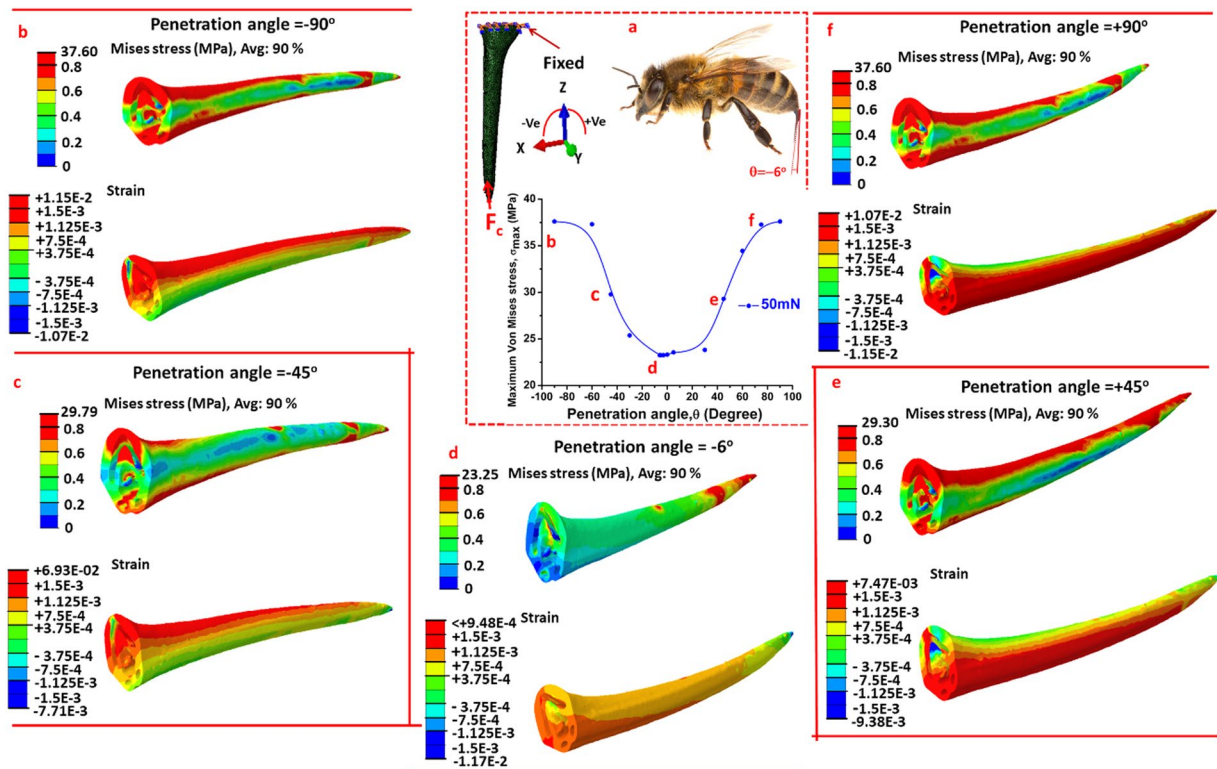 b
Penetration angle =-90°
Mises stress (MPa), Avg: 90 %
37.60
0.8
0.6
0.4
0.2
0
Strain
+1.15E-2
+1.5E-3
+1.125E-3
+7.5E-4
+3.75E-4
- 3.75E-4
-7.5E-4
-1.125E-3
-1.5E-3
-1.07E-2
c
Penetration angle =-45°
Mises stress (MPa), Avg: 90 %
29.79
0.8
0.6
0.4
0.2
0
Strain
+6.93E-02
+1.5E-3
+1.125E-3
+7.5E-4
+3.75E-4
- 3.75E-4
-7.5E-4
-1.125E-3
-1.5E-3
-7.71E-3
a
Fixed
Z
-Ve
+Ve
X
Y
θ=-6°
Fc
Maximum Von Mises stress, σmax (MPa)
40
37.5
35
32.5
30
27.5
25
22.5
20
b
f
c
e
50mN
d
-100 -80 -60 -40 -20 0 20 40 60 80 100
Penetration angle,θ (Degree)
d
Penetration angle = -6°
Mises stress (MPa), Avg: 90 %
23.25
0.8
0.6
0.4
0.2
0
Strain
<+9.48E-4
+1.5E-3
+1.125E-3
+7.5E-4
+3.75E-4
- 3.75E-4
-7.5E-4
-1.125E-3
-1.5E-3
-1.17E-2
f
Penetration angle =+90°
Mises stress (MPa), Avg: 90 %
37.60
0.8
0.6
0.4
0.2
0
Strain
+1.07E-2
+1.5E-3
+1.125E-3
+7.5E-4
+3.75E-4
- 3.75E-4
-7.5E-4
-1.125E-3
-1.5E-3
-1.15E-2
e
Penetration angle =+45°
Mises stress (MPa), Avg: 90 %
29.30
0.8
0.6
0.4
0.2
0
Strain
+7.47E-03
+1.5E-3
+1.125E-3
+7.5E-4
+3.75E-4
- 3.75E-4
-7.5E-4
-1.125E-3
-1.5E-3
-9.38E-3